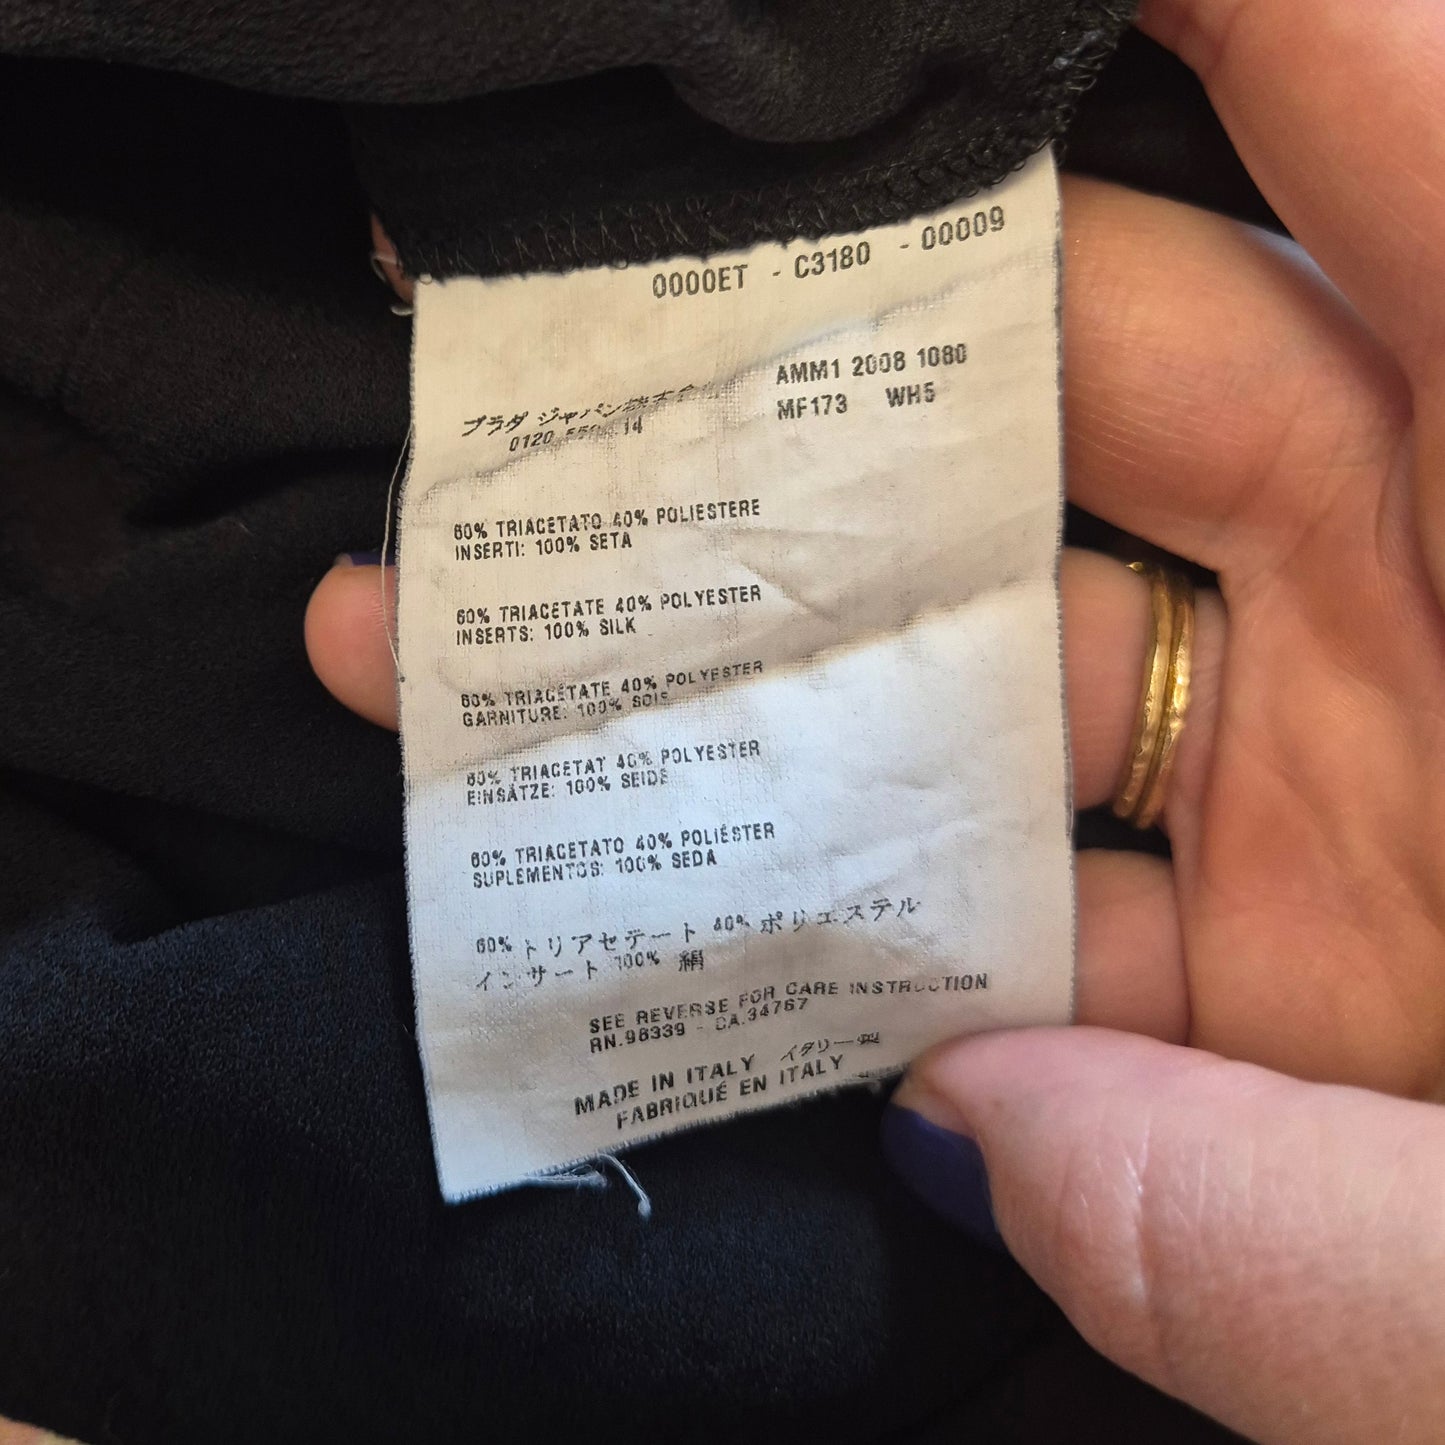 0000ET - C3180 - 00009
AMM1 2008 1080
MF173 WH5
プラダ ジャパン
0120
60% TRIACETATO 40% POLIESTERE
INSERTI: 100% SETA
60% TRIACETATE 40% POLYESTER
INSERTS: 100% SILK
60% TRIACETATE 40% POLYESTER
GARNITURE: 100% SOIE
60% TRIACETAT 40% POLYESTER
EINSÄTZE: 100% SEIDE
60% TRIACETATO 40% POLIÉSTER
SUPLEMENTOS: 100% SEDA
60% トリアセテート 40% ポリエステル
インサート 100% 絹
SEE REVERSE FOR CARE INSTRUCTION
RN.98339 - CA.34767
MADE IN ITALY イタリー製
FABRIQUÉ EN ITALY